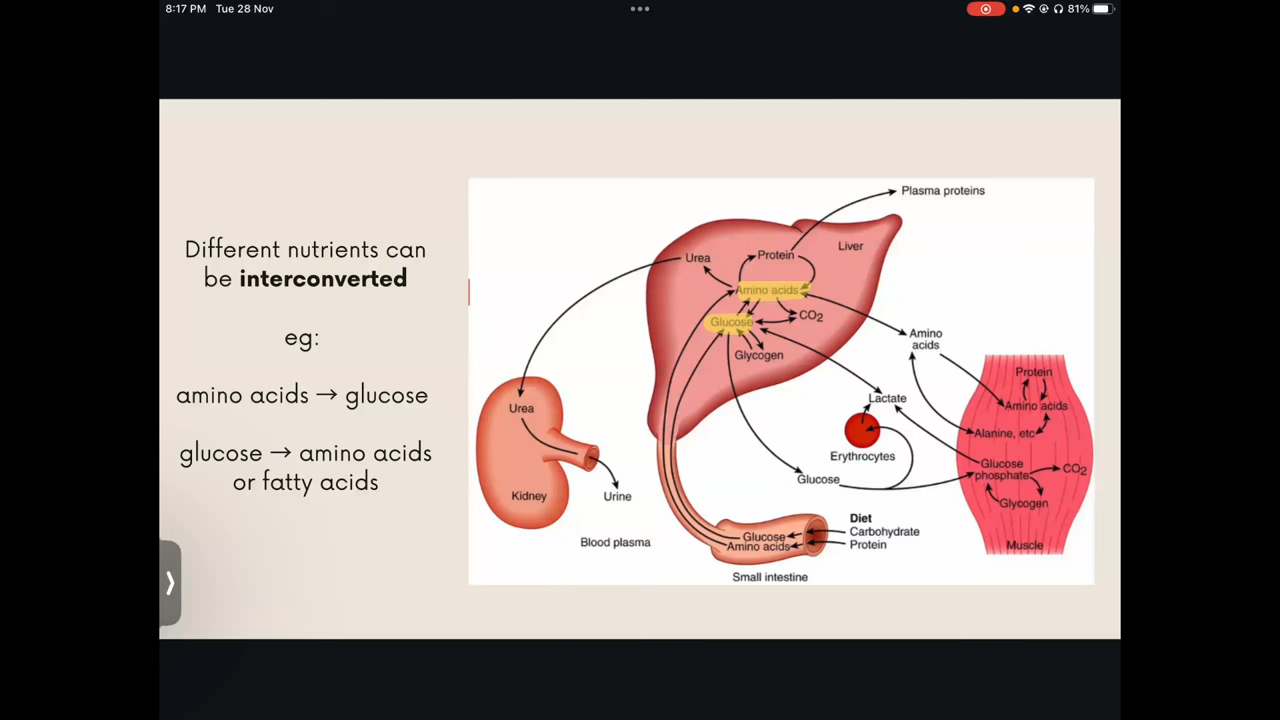 8:17 PM Tue 28 Nov
81%
Different nutrients can
be interconverted
eg:
amino acids → glucose
glucose → amino acids
or fatty acids
Plasma proteins
Liver
Urea
Protein
Amino acids
Glucose
CO2
Glycogen
Amino
acids
Lactate
Erythrocytes
Glucose
Protein
Amino acids
Alanine, etc
Glucose
phosphate
CO2
Glycogen
Muscle
Urea
Kidney
Urine
Blood plasma
Diet
Carbohydrate
Protein
Glucose
Amino acids
Small intestine